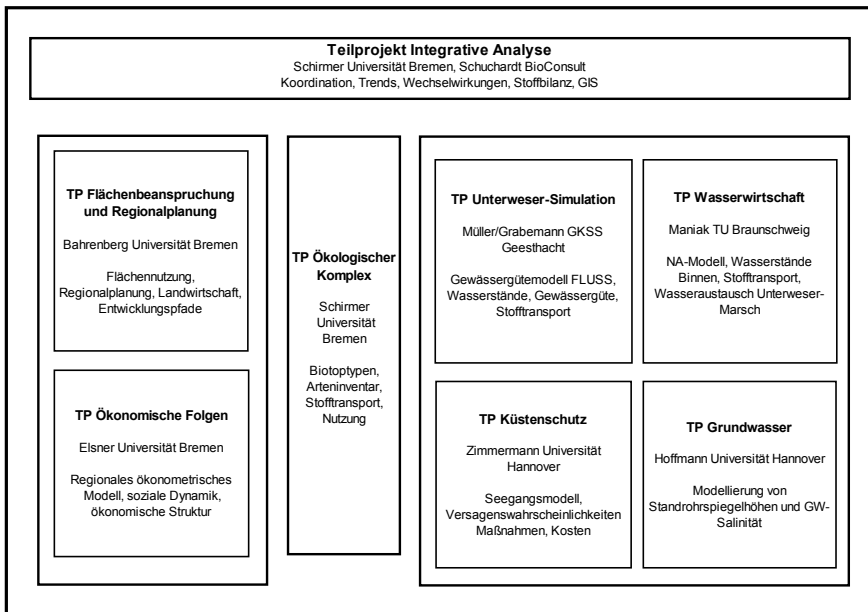 Teilprojekt Integrative Analyse
Schirmer Universität Bremen, Schuchardt BioConsult
Koordination, Trends, Wechselwirkungen, Stoffbilanz, GIS
TP Flächenbeanspruchung
und Regionalplanung
Bahrenberg Universität Bremen
Flächennutzung,
Regionalplanung, Landwirtschaft,
Entwicklungspfade
TP Ökonomische Folgen
Elsner Universität Bremen
Regionales ökonometrisches
Modell, soziale Dynamik,
ökonomische Struktur
TP Ökologischer
Komplex
Schirmer
Universität
Bremen
Biotoptypen,
Arteninventar,
Stofftransport,
Nutzung
TP Unterweser-Simulation
Müller/Grabemann GKSS
Geesthacht
Gewässergütemodell FLUSS,
Wasserstände, Gewässergüte,
Stofftransport
TP Wasserwirtschaft
Maniak TU Braunschweig
NA-Modell, Wasserstände
Binnen, Stofftransport,
Wasseraustausch Unterweser-
Marsch
TP Küstenschutz
Zimmermann Universität
Hannover
Seegangsmodell,
Versagenswahrscheinlichkeiten
Maßnahmen, Kosten
TP Grundwasser
Hoffmann Universität Hannover
Modellierung von
Standrohrspiegelhöhen und GW-
Salinität